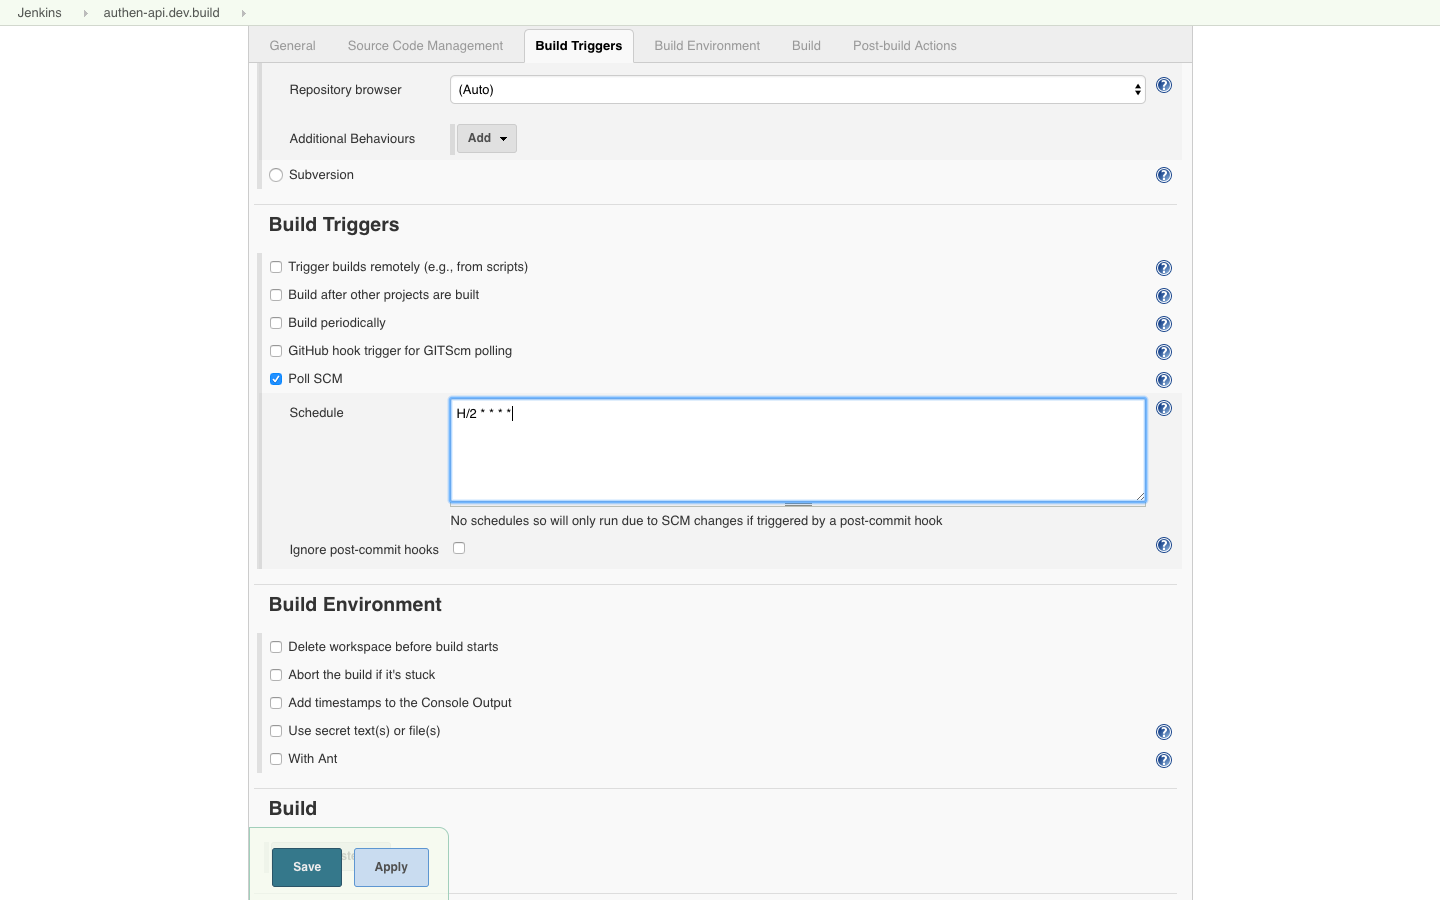 Jenkins authen-api.dev.build
General Source Code Management Build Triggers Build Environment Build Post-build Actions
Repository browser (Auto)
Additional Behaviours Add
Subversion
Build Triggers
Trigger builds remotely (e.g., from scripts)
Build after other projects are built
Build periodically
GitHub hook trigger for GITScm polling
Poll SCM
Schedule H/2 * * * *
No schedules so will only run due to SCM changes if triggered by a post-commit hook
Ignore post-commit hooks
Build Environment
Delete workspace before build starts
Abort the build if it's stuck
Add timestamps to the Console Output
Use secret text(s) or file(s)
With Ant
Build
Save Apply